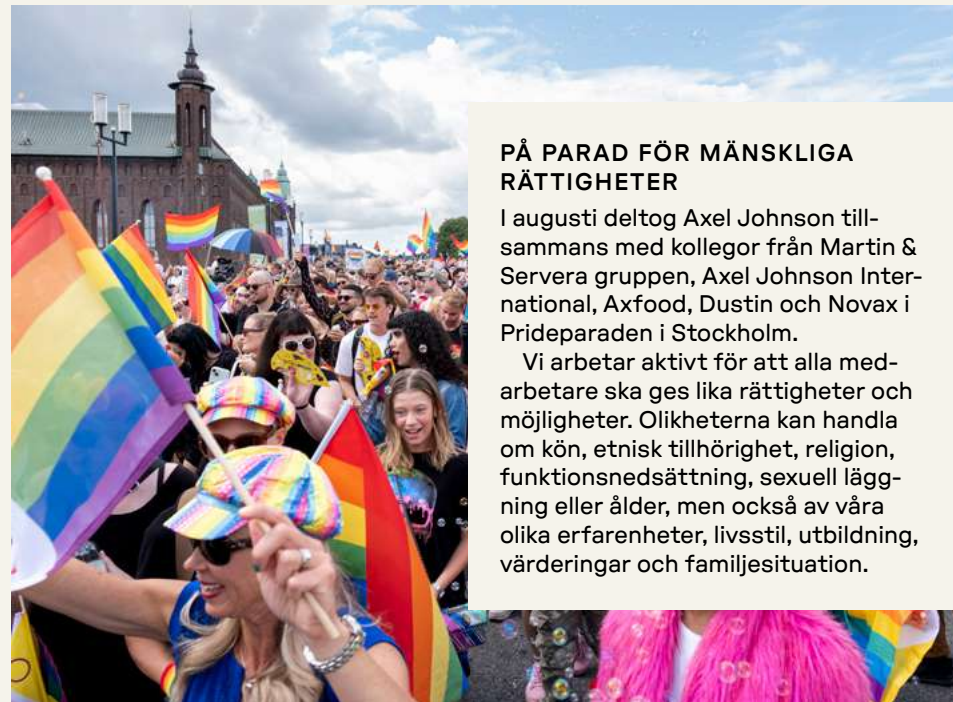 PÅ PARAD FÖR MÄNSKLIGA
RÄTTIGHETER
I augusti deltog Axel Johnson till-
sammans med kollegor från Martin &
Servera gruppen, Axel Johnson Inter-
national, Axfood, Dustin och Novax i
Prideparaden i Stockholm.
Vi arbetar aktivt för att alla med-
arbetare ska ges lika rättigheter och
möjligheter. Olikheterna kan handla
om kön, etnisk tillhörighet, religion,
funktionsnedsättning, sexuell lägg-
ning eller ålder, men också av våra
olika erfarenheter, livsstil, utbildning,
värderingar och familjesituation.